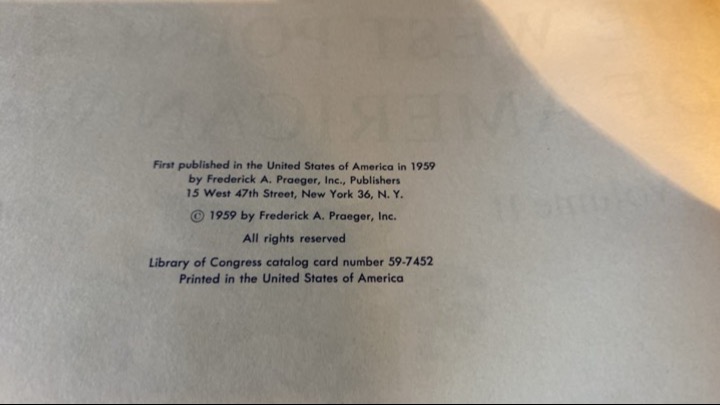 First published in the United States of America in 1959
by Frederick A. Praeger, Inc., Publishers
15 West 47th Street, New York 36, N. Y.
© 1959 by Frederick A. Praeger, Inc.
All rights reserved
Library of Congress catalog card number 59-7452
Printed in the United States of America